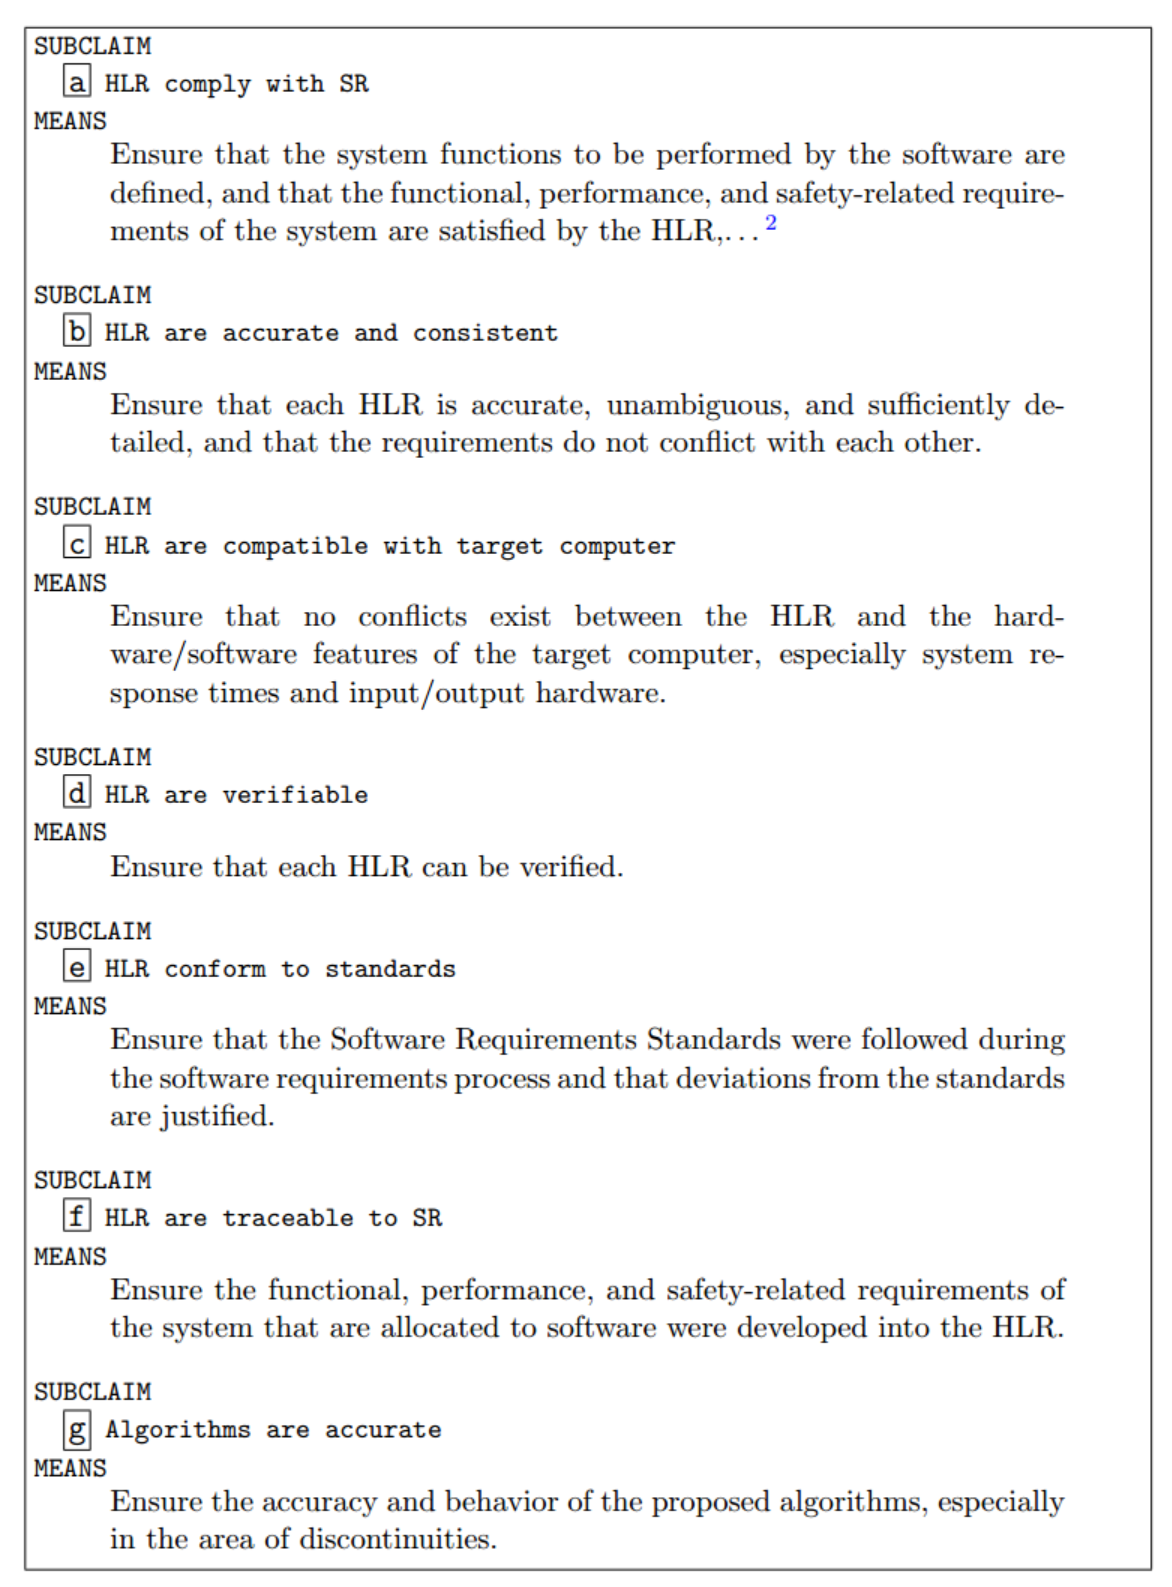 SUBCLAIM
a HLR comply with SR
MEANS
Ensure that the system functions to be performed by the software are
defined, and that the functional, performance, and safety-related require-
ments of the system are satisfied by the HLR,... 2
SUBCLAIM
b HLR are accurate and consistent
MEANS
Ensure that each HLR is accurate, unambiguous, and sufficiently de-
tailed, and that the requirements do not conflict with each other.
SUBCLAIM
c HLR are compatible with target computer
MEANS
Ensure that no conflicts exist between the HLR and the hard-
ware/software features of the target computer, especially system re-
sponse times and input/output hardware.
SUBCLAIM
d HLR are verifiable
MEANS
Ensure that each HLR can be verified.
SUBCLAIM
e HLR conform to standards
MEANS
Ensure that the Software Requirements Standards were followed during
the software requirements process and that deviations from the standards
are justified.
SUBCLAIM
f HLR are traceable to SR
MEANS
Ensure the functional, performance, and safety-related requirements of
the system that are allocated to software were developed into the HLR.
SUBCLAIM
g Algorithms are accurate
MEANS
Ensure the accuracy and behavior of the proposed algorithms, especially
in the area of discontinuities.